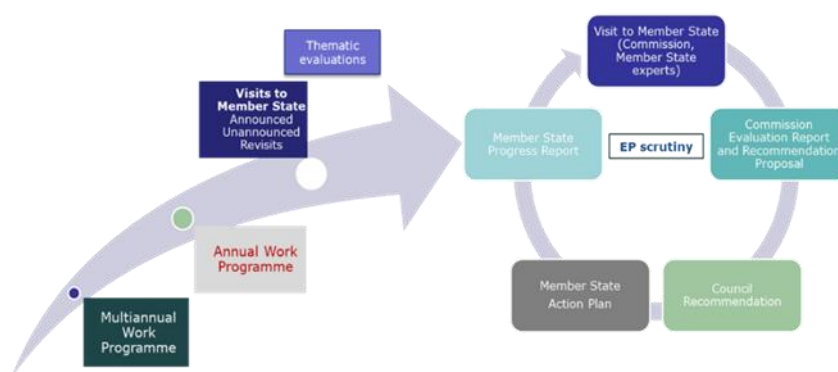 Thematic
evaluations
Visits to
Member State
Announced
Unannounced
Revisits
Annual Work
Programme
Multiannual
Work
Programme
Visit to Member State
(Commission,
Member State
experts)
Member State
Progress Report
EP scrutiny
Commission
Evaluation Report
and Recommendation
Proposal
Member State
Action Plan
Council
Recommendation